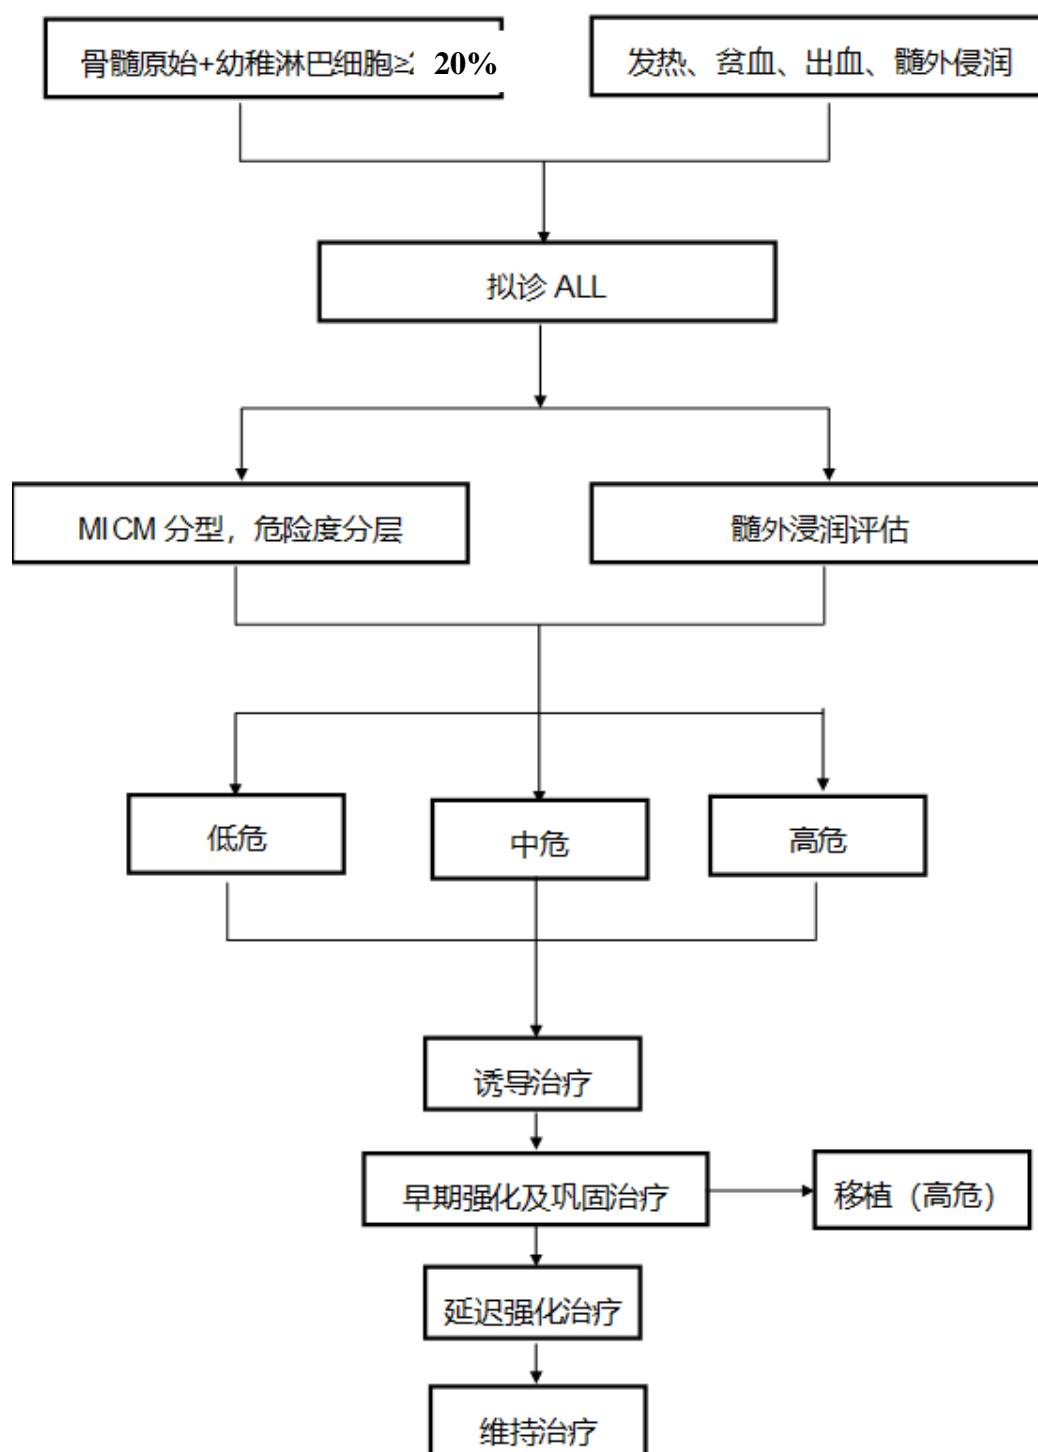 骨髓原始+幼稚淋巴细胞≥20%
发热、贫血、出血、髓外侵润
拟诊 ALL
MICM 分型，危险度分层
髓外浸润评估
低危
中危
高危
诱导治疗
早期强化及巩固治疗
移植（高危）
延迟强化治疗
维持治疗